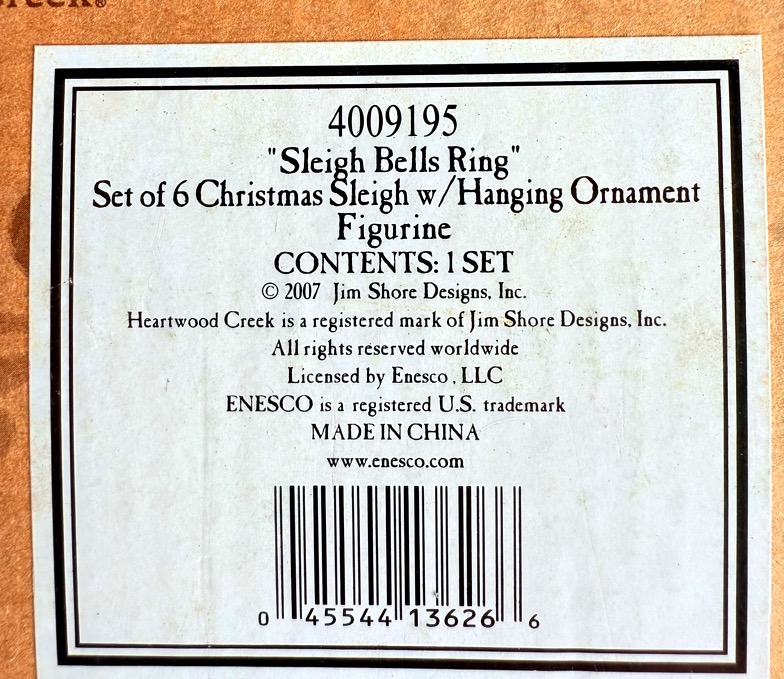 4009195
"Sleigh Bells Ring"
Set of 6 Christmas Sleigh w/Hanging Ornament
Figurine
CONTENTS: 1 SET
© 2007 Jim Shore Designs, Inc.
Heartwood Creek is a registered mark of Jim Shore Designs, Inc.
All rights reserved worldwide
Licensed by Enesco, LLC
ENESCO is a registered U.S. trademark
MADE IN CHINA
www.enesco.com
0 45544 13626 6